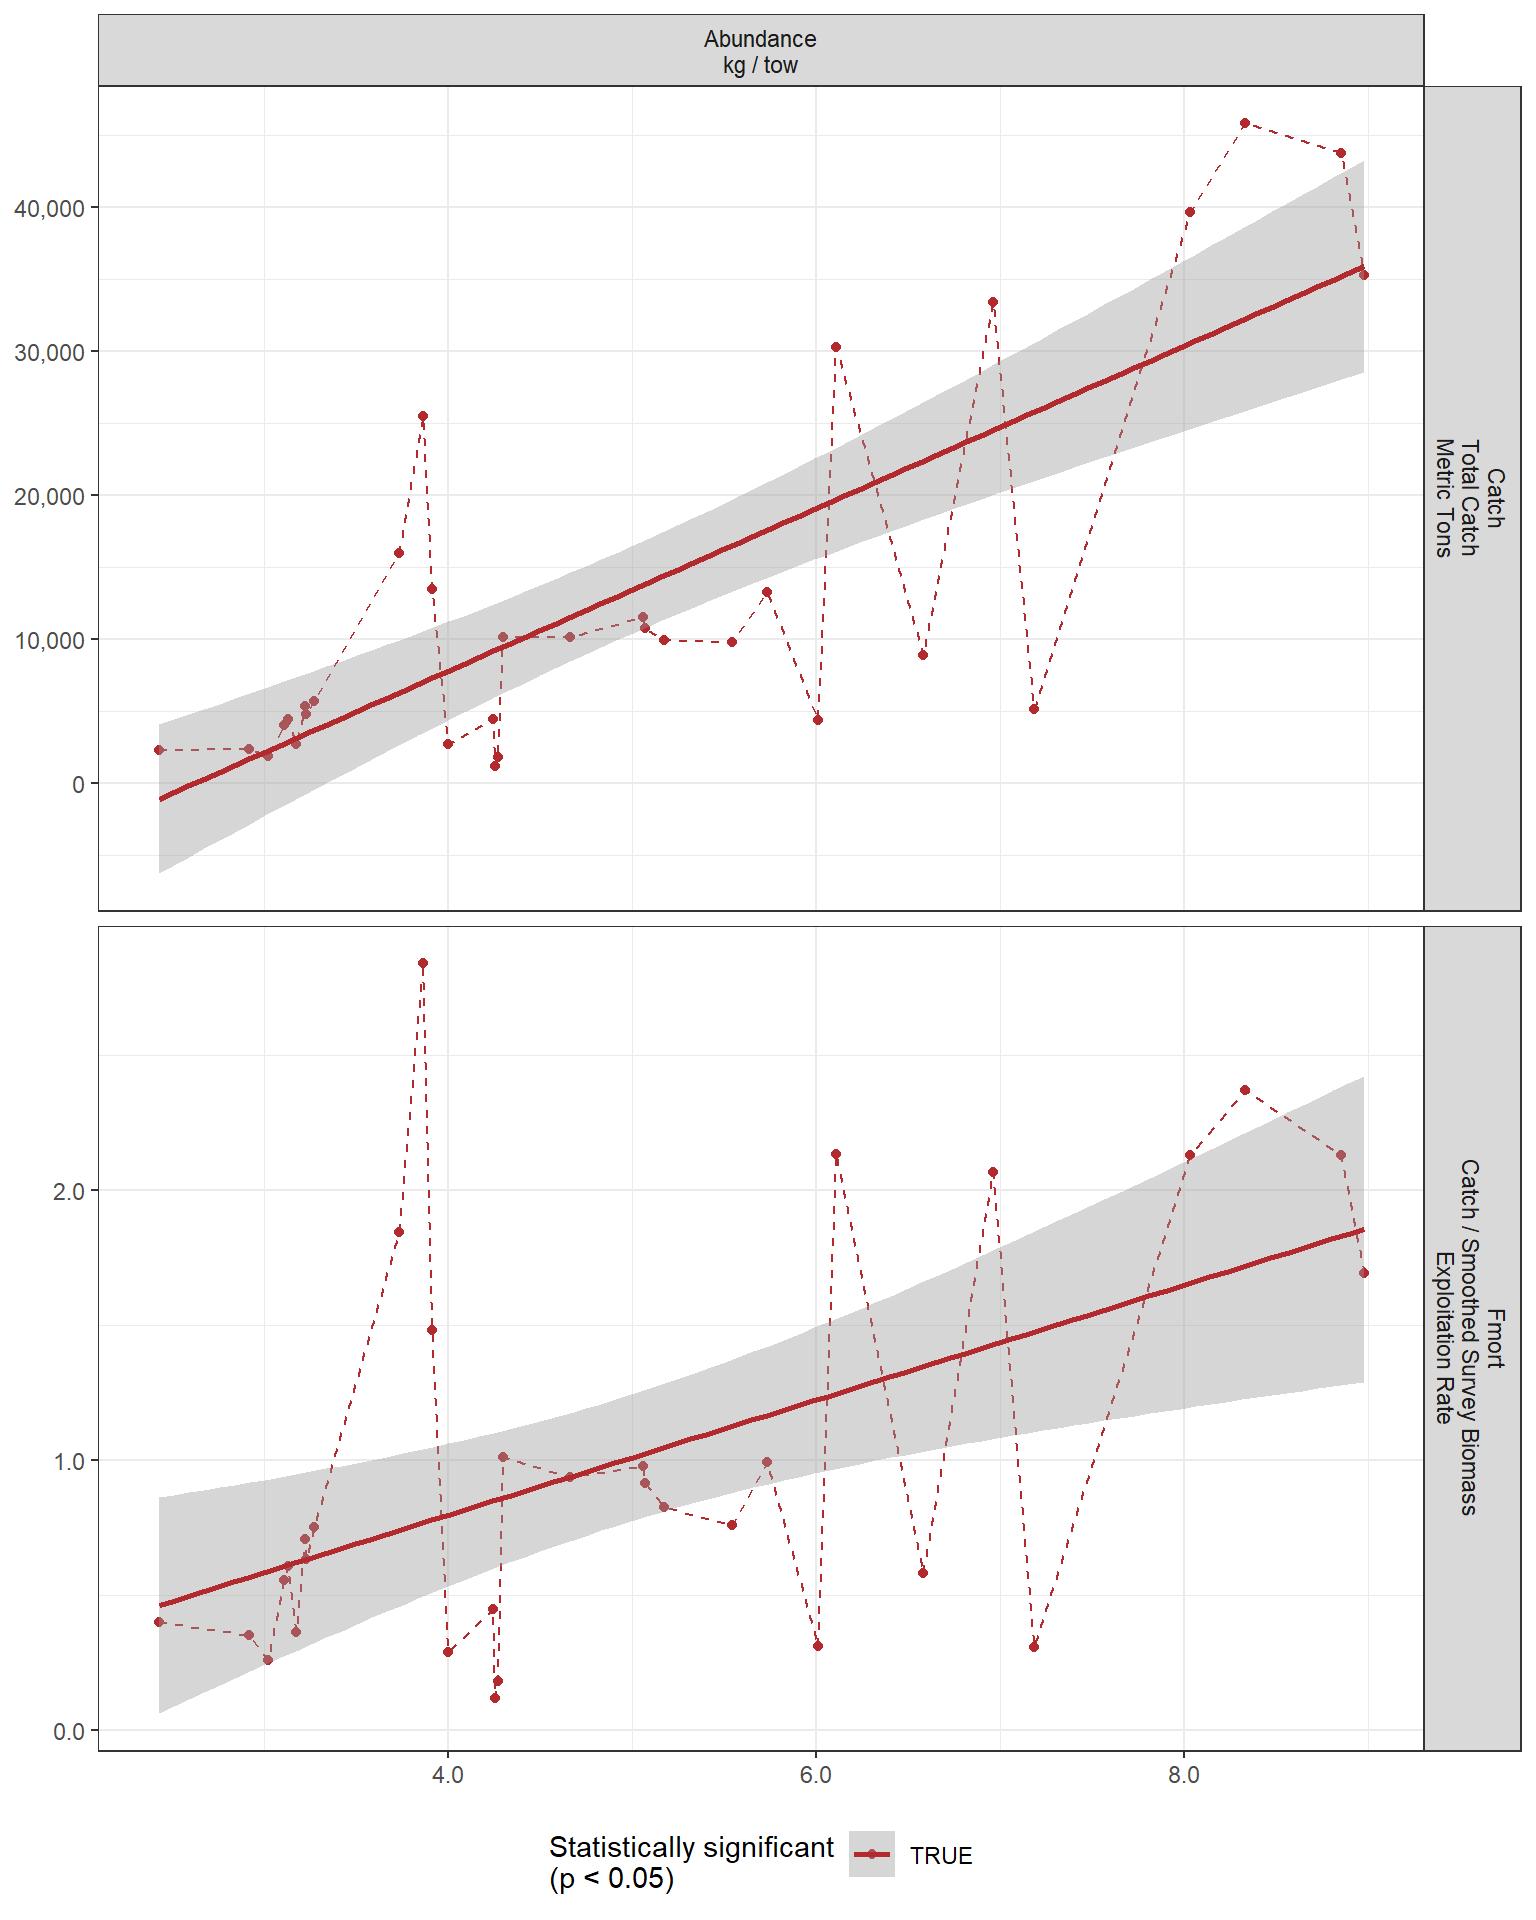 Abundance
kg / tow
40,000
30,000
20,000
10,000
0
Catch
Total Catch
Metric Tons
2.0
1.0
0.0
Fmort
Catch / Smoothed Survey Biomass
Exploitation Rate
4.0
6.0
8.0
Statistically significant
(p < 0.05)
TRUE